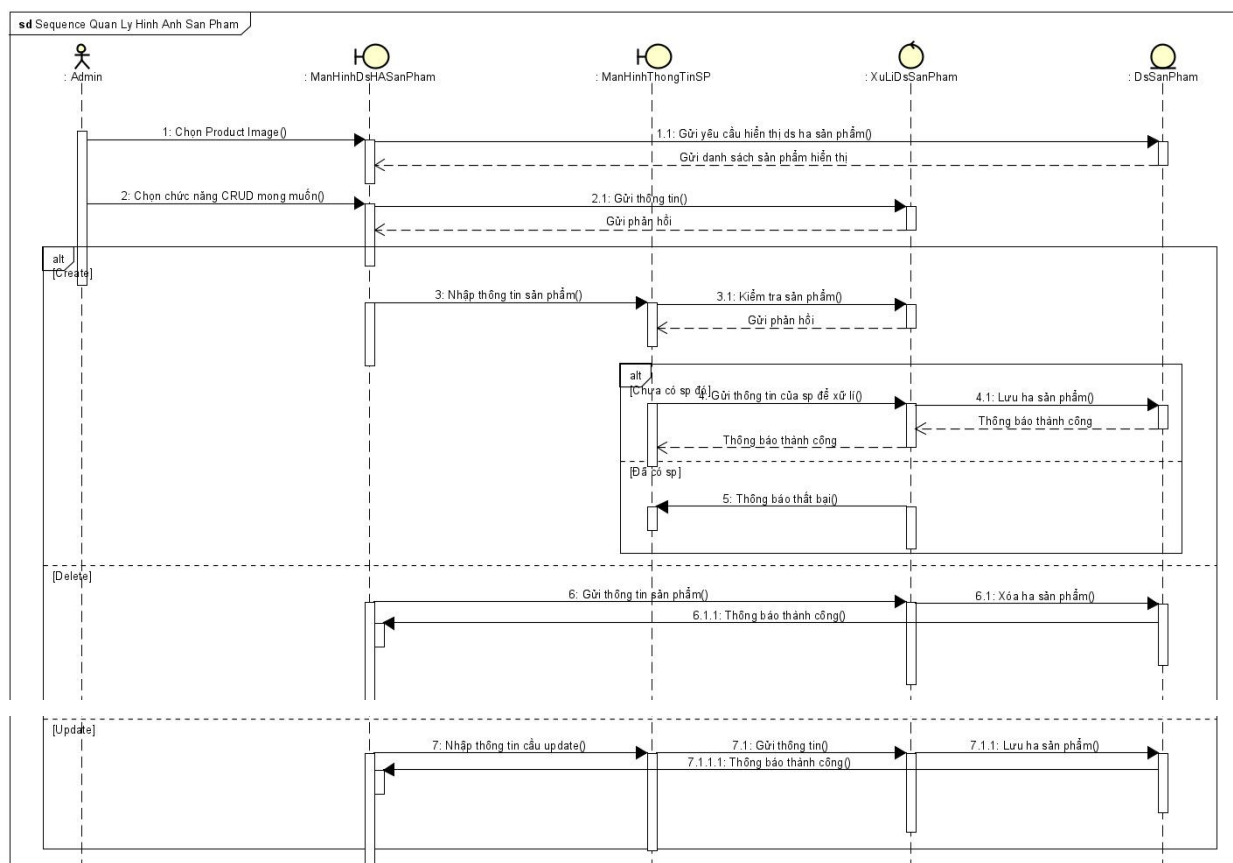 sd Sequence Quan Ly Hinh Anh San Pham
: Admin
: ManHinhDsHASanPham
: ManHinhThongTinSP
: XuLiDsSanPham
: DsSanPham
1: Chọn Product Image()
1.1: Gửi yêu cầu hiển thị ds ha sản phẩm()
Gửi danh sách sản phẩm hiển thị
2: Chọn chức năng CRUD mong muốn()
2.1: Gửi thông tin()
Gửi phản hồi
alt
[Create]
3: Nhập thông tin sản phẩm()
3.1: Kiểm tra sản phẩm()
Gửi phản hồi
alt
[Chưa có sp đó]
4: Gửi thông tin của sp để xữ lí()
4.1: Lưu ha sản phẩm()
Thông báo thành công
Thông báo thành công
[Đã có sp]
5: Thông báo thất bại()
[Delete]
6: Gửi thông tin sản phẩm()
6.1: Xóa ha sản phẩm()
6.1.1: Thông báo thành công()
[Update]
7: Nhập thông tin cầu update()
7.1: Gửi thông tin()
7.1.1: Lưu ha sản phẩm()
7.1.1.1: Thông báo thành công()